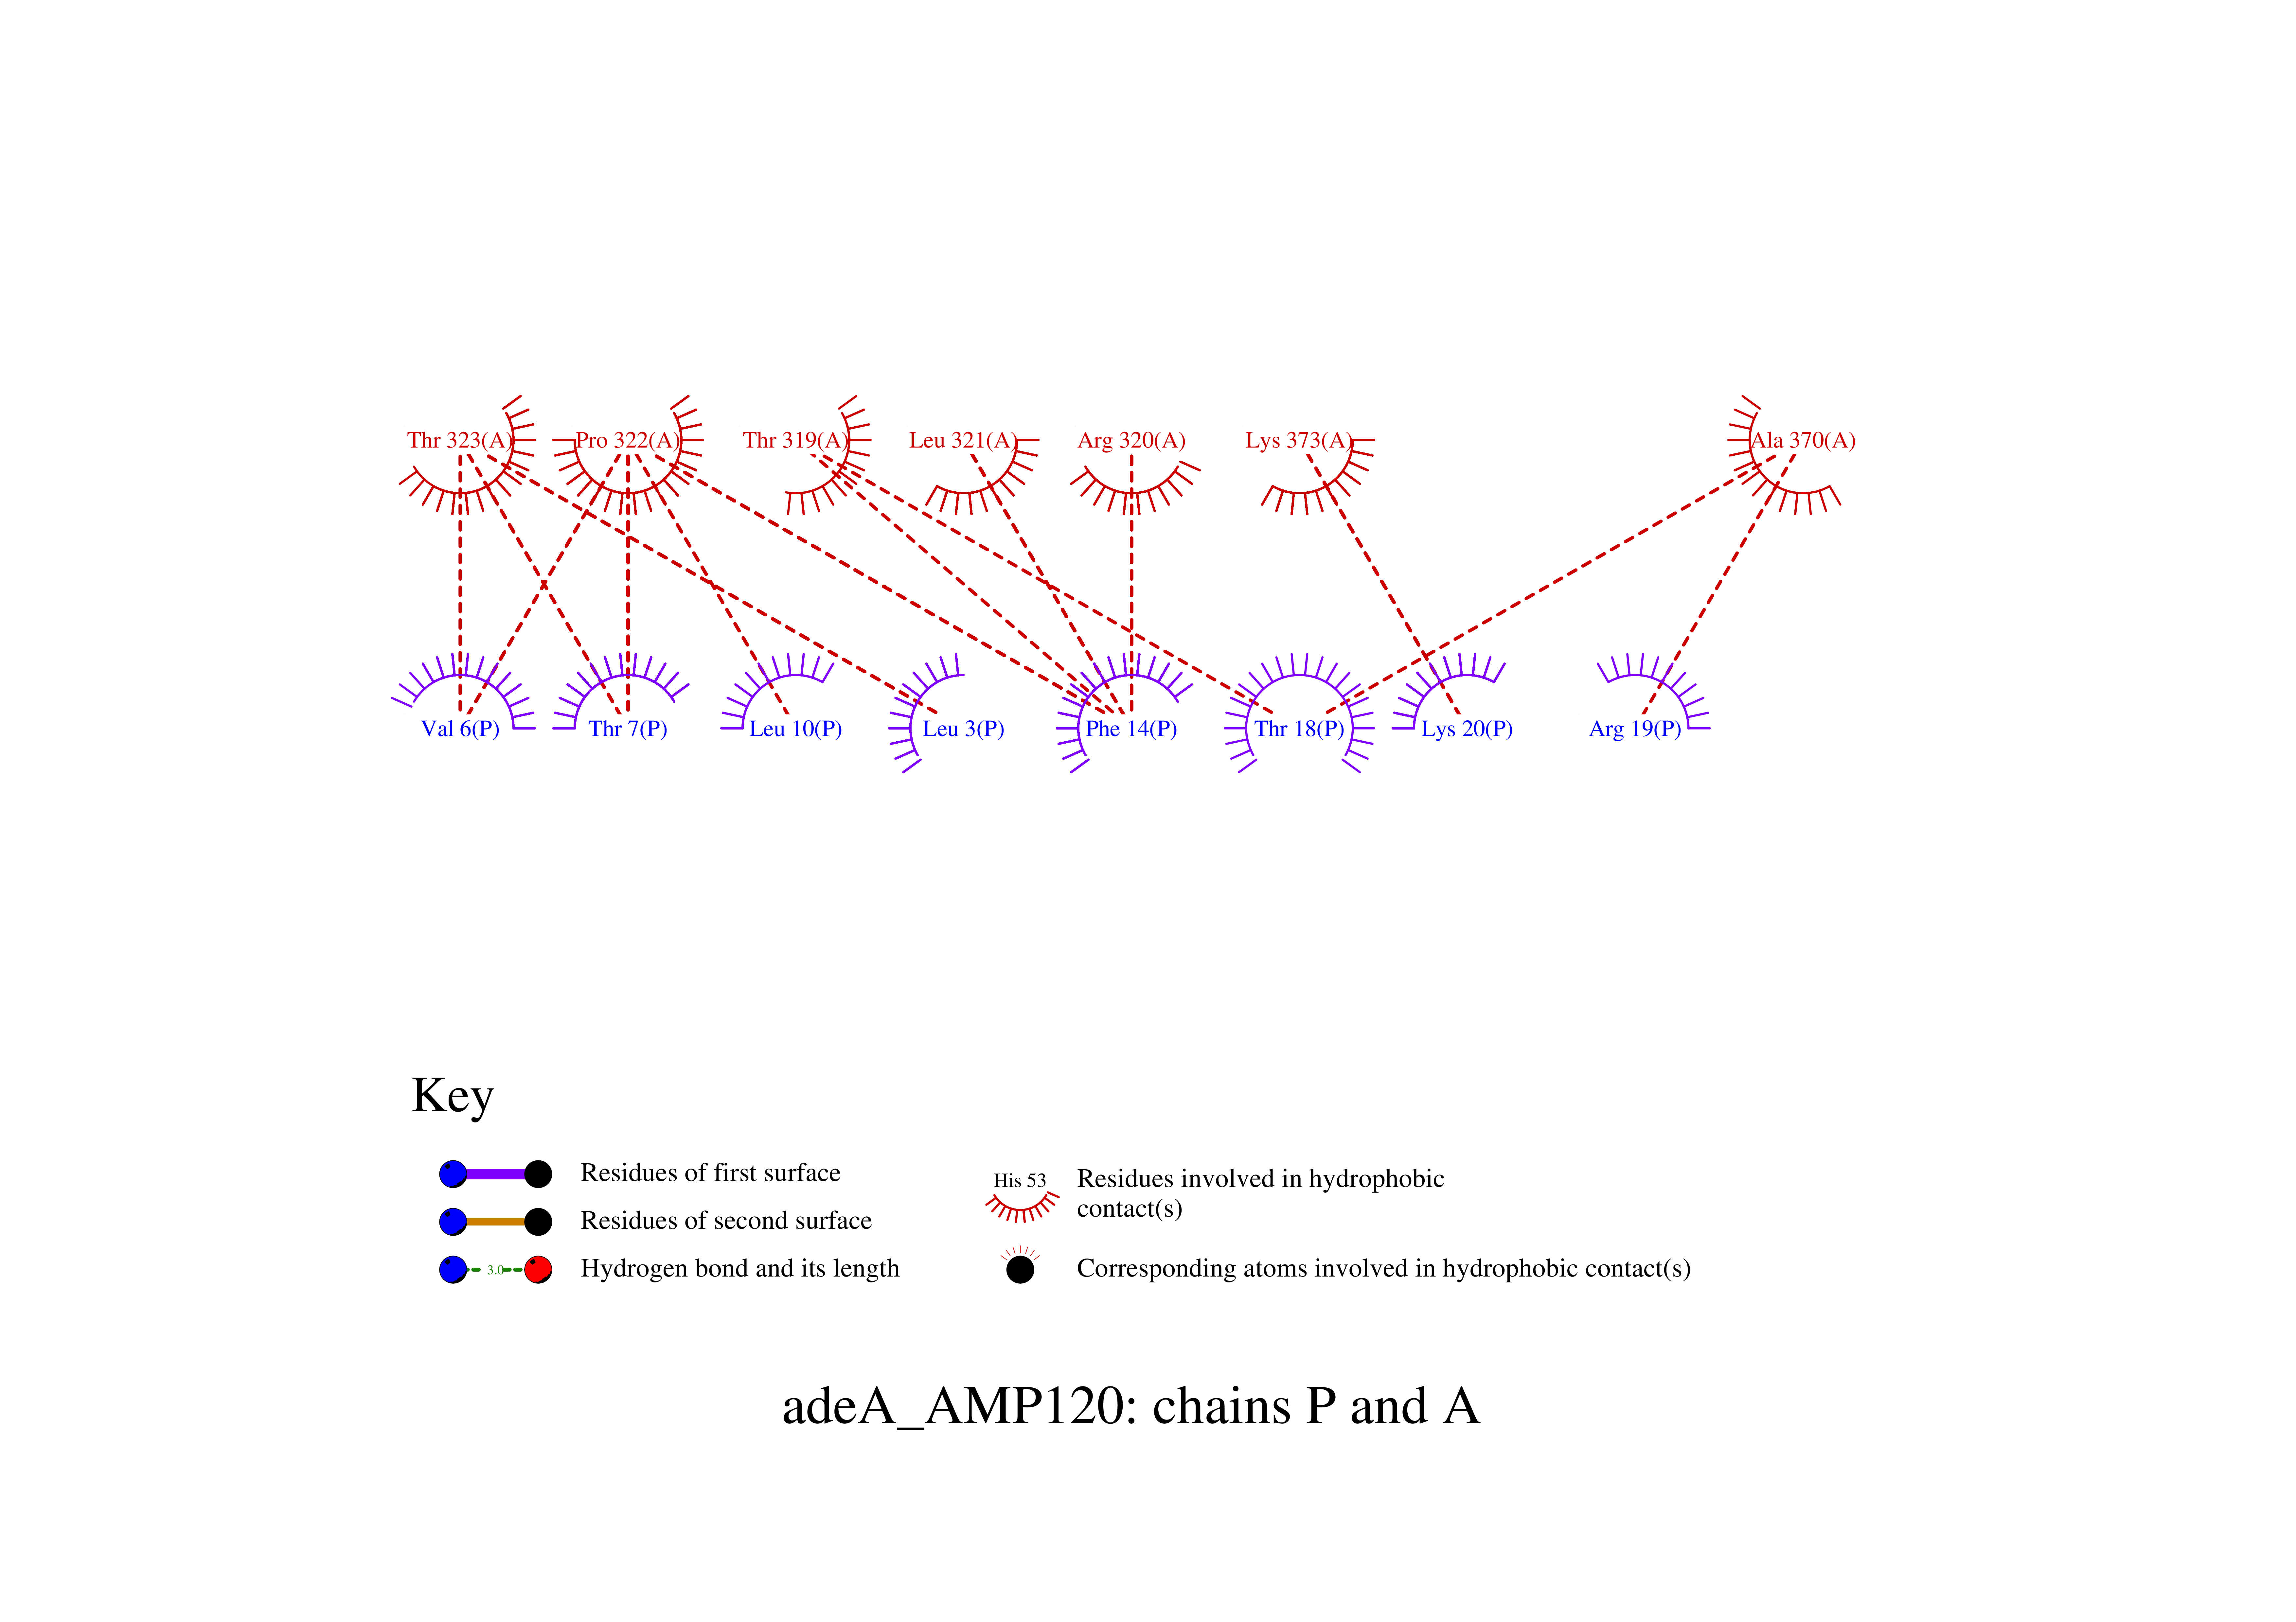 Thr 323(A) Pro 322(A) Thr 319(A) Leu 321(A) Arg 320(A) Lys 373(A) Ala 370(A)
Val 6(P) Thr 7(P) Leu 10(P) Leu 3(P) Phe 14(P) Thr 18(P) Lys 20(P) Arg 19(P)
Key
Residues of first surface
Residues of second surface
3.0 Hydrogen bond and its length
His 53 Residues involved in hydrophobic
contact(s)
Corresponding atoms involved in hydrophobic contact(s)
adeA_AMP120: chains P and A